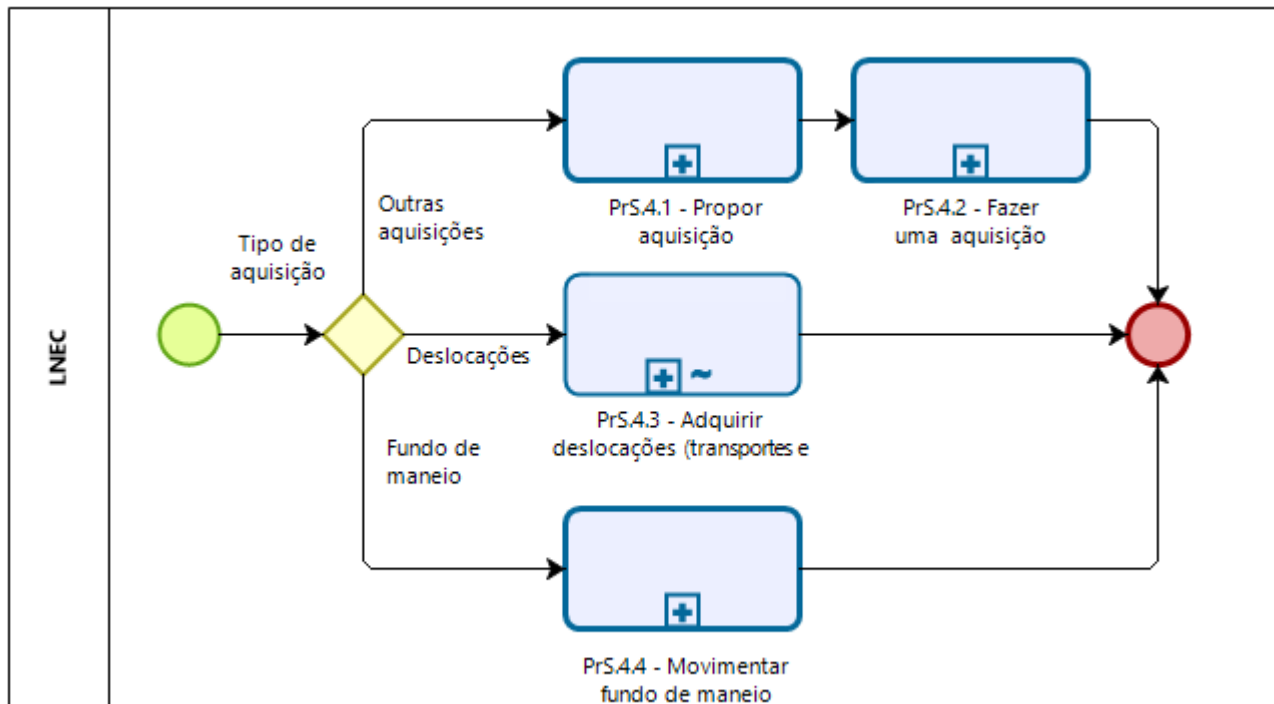 LNEC
Tipo de
aquisição
Outras
aquisições
Deslocações
Fundo de
maneio
PrS.4.1 - Propor
aquisição
PrS.4.2 - Fazer
uma aquisição
PrS.4.3 - Adquirir
deslocações (transportes e
PrS.4.4 - Movimentar
fundo de maneio